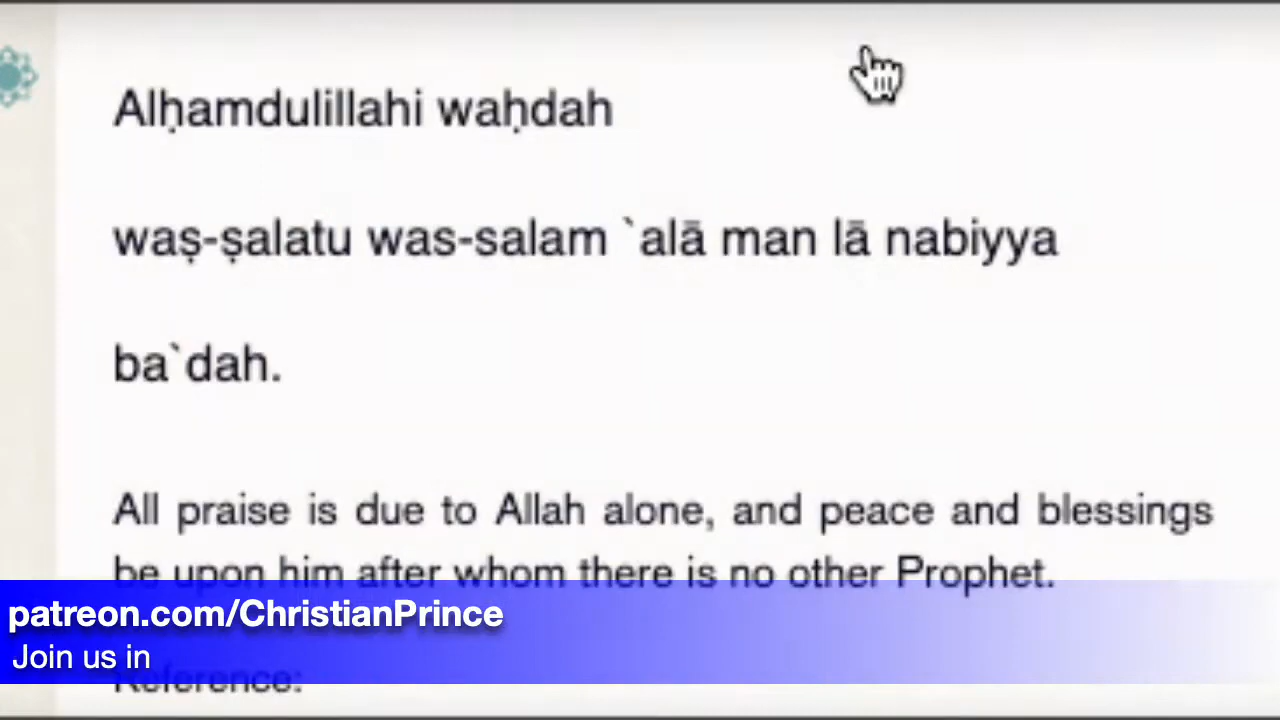 Alḥamdulillahi waḥdah
waṣ-ṣalatu was-salam `alā man lā nabiyya
ba`dah.
All praise is due to Allah alone, and peace and blessings
be upon him after whom there is no other Prophet.
patreon.com/ChristianPrince
Join us in
Reference: